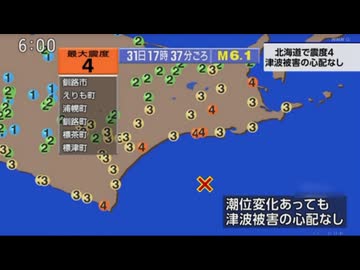 6:00
最大震度
4
31日17時37分ごろ M6.1
北海道で震度4
津波被害の心配なし
釧路市
えりも町
浦幌町
釧路町
標茶町
標津町
潮位変化あっても
津波被害の心配なし